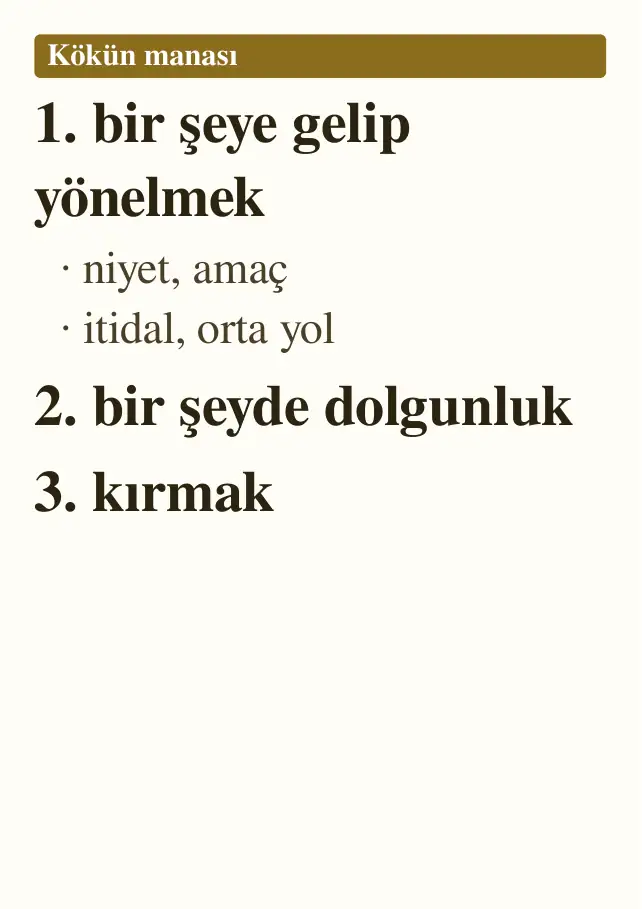 Kökün manası
1. bir şeye gelip
yönelmek
· niyet, amaç
· itidal, orta yol
2. bir şeyde dolgunluk
3. kırmak